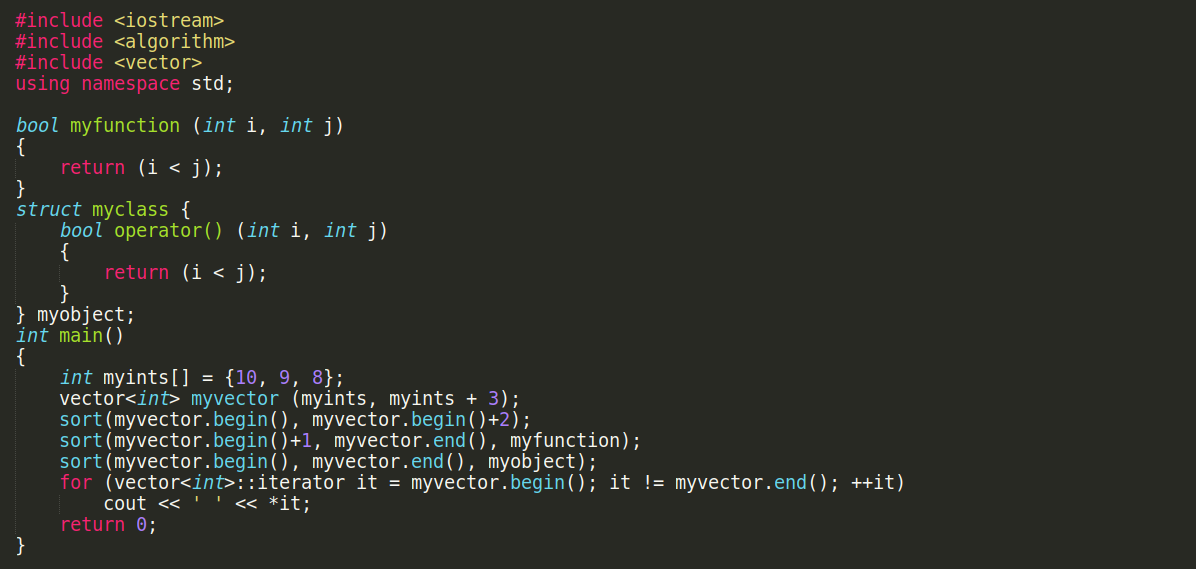 #include <iostream>
#include <algorithm>
#include <vector>
using namespace std;

bool myfunction (int i, int j)
{
    return (i < j);
}
struct myclass {
    bool operator() (int i, int j)
    {
        return (i < j);
    }
} myobject;
int main()
{
    int myints[] = {10, 9, 8};
    vector<int> myvector (myints, myints + 3);
    sort(myvector.begin(), myvector.begin()+2);
    sort(myvector.begin()+1, myvector.end(), myfunction);
    sort(myvector.begin(), myvector.end(), myobject);
    for (vector<int>::iterator it = myvector.begin(); it != myvector.end(); ++it)
        cout << ' ' << *it;
    return 0;
}